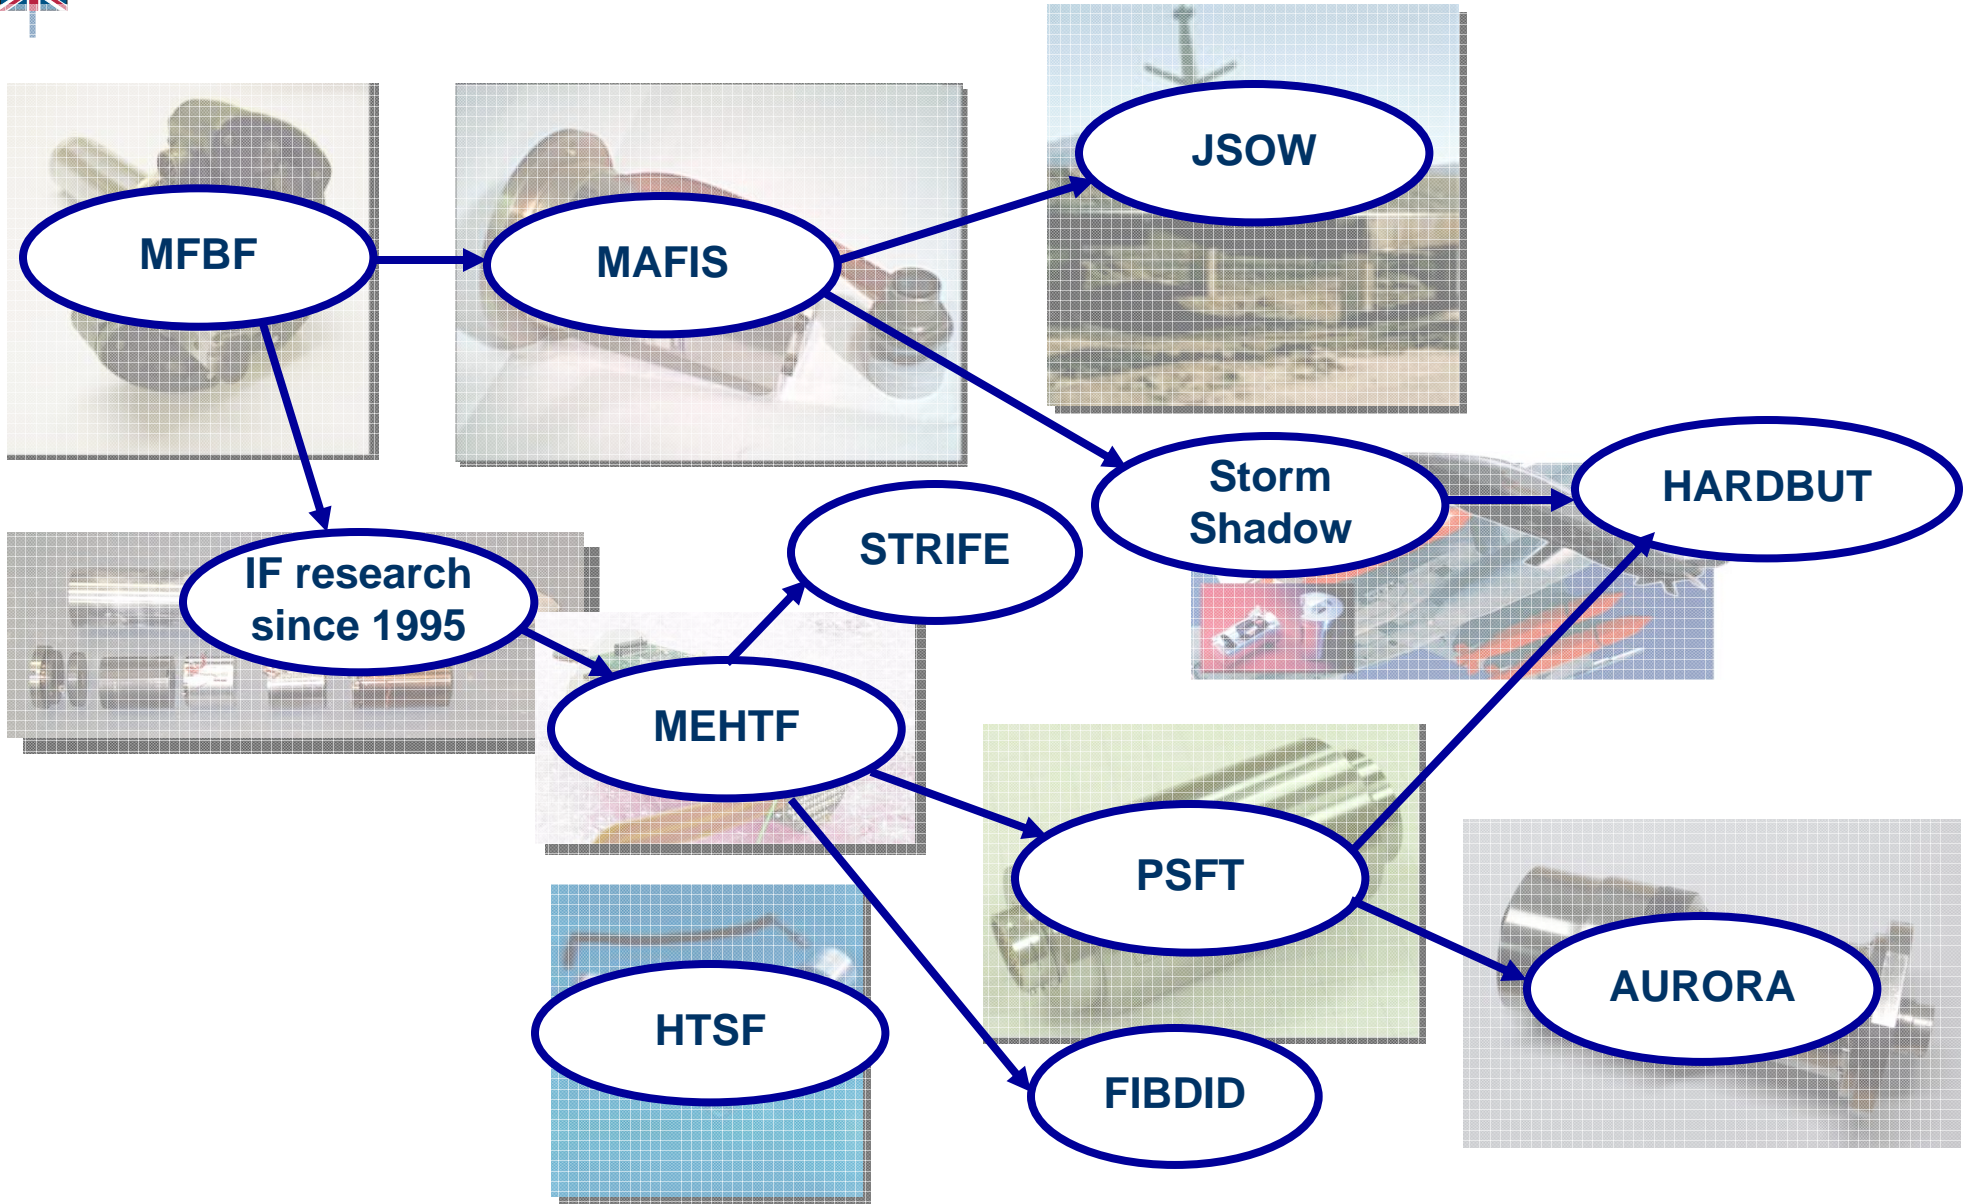 JSOW
MFBF
MAFIS
Storm
Shadow
HARDBUT
STRIFE
IF research
since 1995
MEHTF
PSFT
AURORA
HTSF
FIBDID